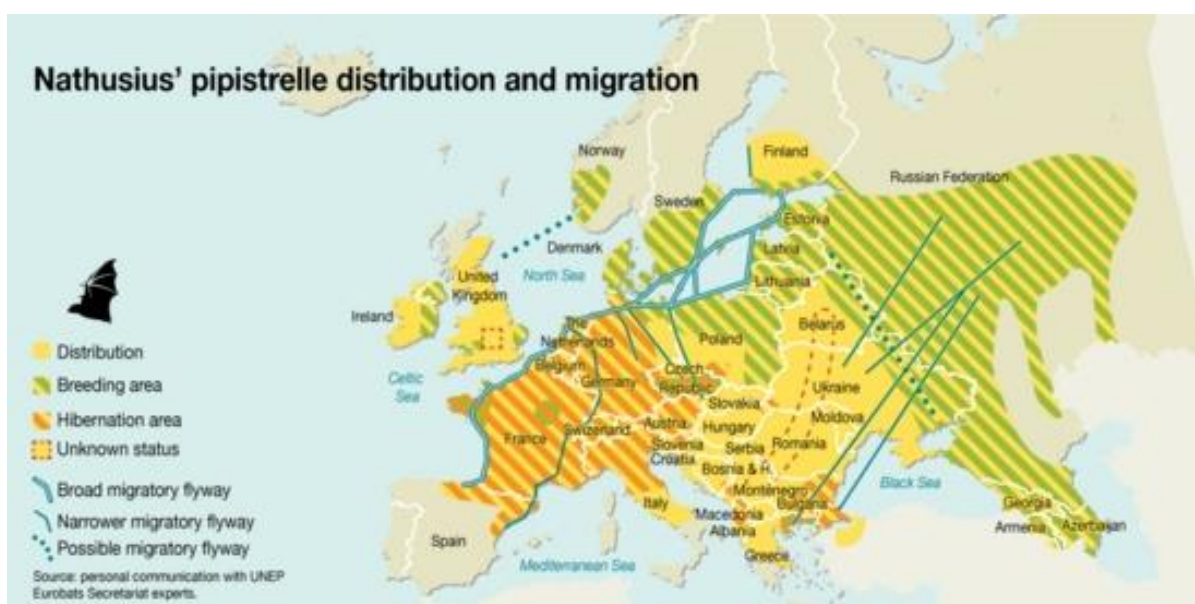 Nathusius' pipistrelle distribution and migration
Norway
Finland
Russian Federation
Sweden
Estonia
Denmark
Latvia
North Sea
United
Kingdom
Lithuania
Ireland
The
Netherlands
Poland
Belarus
Distribution
Belgium
Czech
Republic
Breeding area
Celtic
Sea
Germany
Ukraine
Slovakia
Hibernation area
Moldova
Austria
Hungary
France
Swizerland
Slovenia
Serbia
Romania
Unknown status
Croatia
Bosnia & H.
Black Sea
Broad migratory flyway
Montenegro
Italy
Bulgaria
Georgia
Narrower migratory flyway
Macedonia
Armenia
Azerbaijan
Albania
Spain
Possible migratory flyway
Greece
Mediterranean Sea
Source: personal communication with UNEP
Eurobats Secretariat experts.